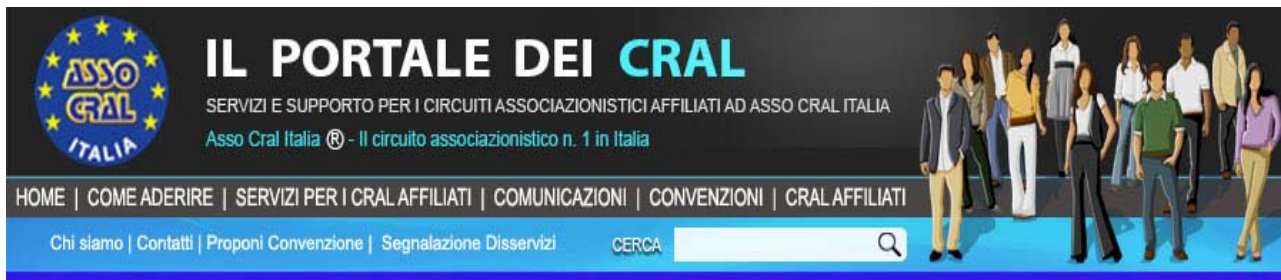 ASSO
CRAL
ITALIA
IL PORTALE DEI CRAL
SERVIZI E SUPPORTO PER I CIRCUITI ASSOCIAZIONISTICI AFFILIATI AD ASSO CRAL ITALIA
Asso Cral Italia ® - Il circuito associazionistico n. 1 in Italia
HOME | COME ADERIRE | SERVIZI PER I CRAL AFFILIATI | COMUNICAZIONI | CONVENZIONI | CRAL AFFILIATI
Chi siamo | Contatti | Proponi Convenzione | Segnalazione Disservizi CERCA